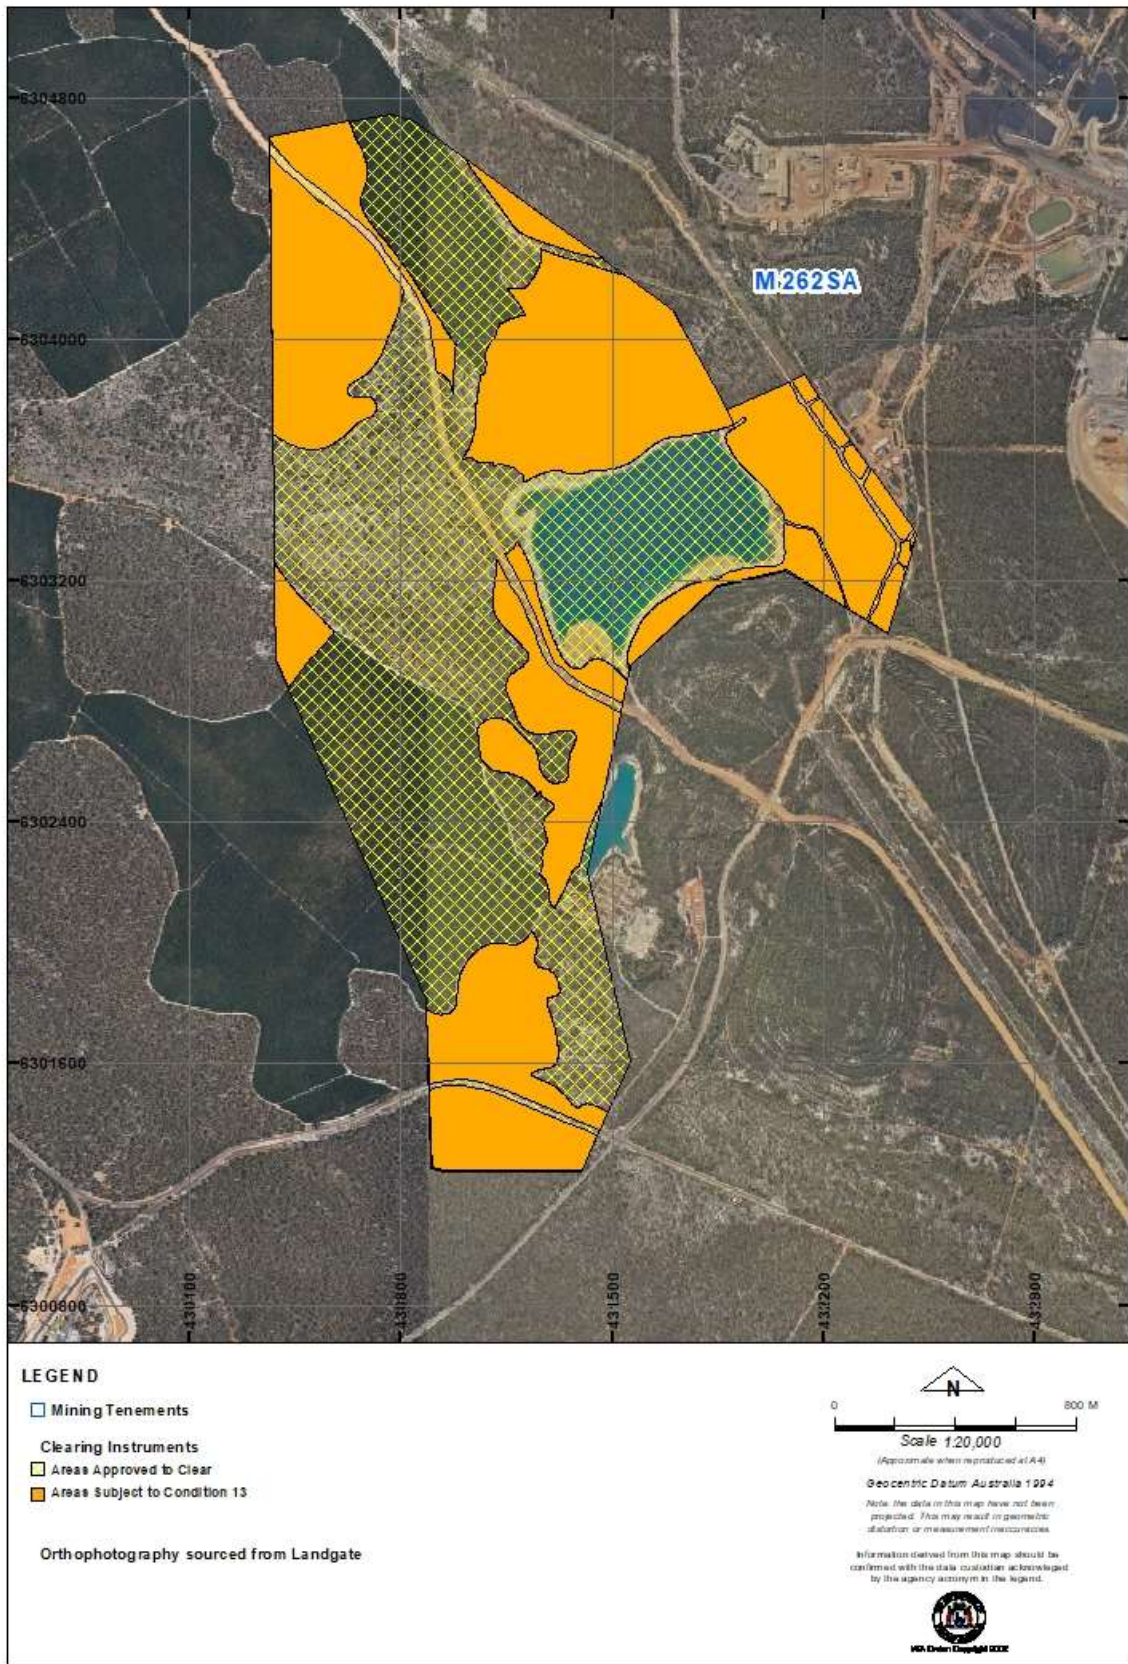 6304800
M 262SA
6304000
6303200
6302400
6301600
6300800
430100
430800
431500
432200
432900
LEGEND
Mining Tenements
Clearing Instruments
Areas Approved to Clear
Areas Subject to Condition 13
Orthophotography sourced from Landgate
N
0
800 M
Scale 1:20,000
(Approximate when reproduced at A4)
Geocentric Datum Australia 1994
Note: the data in this map have not been
projected. This may result in geometric
distortion or measurement inaccuracies.
Information derived from this map should be
confirmed with the data custodian acknowleged
by the agency acronym in the legend.